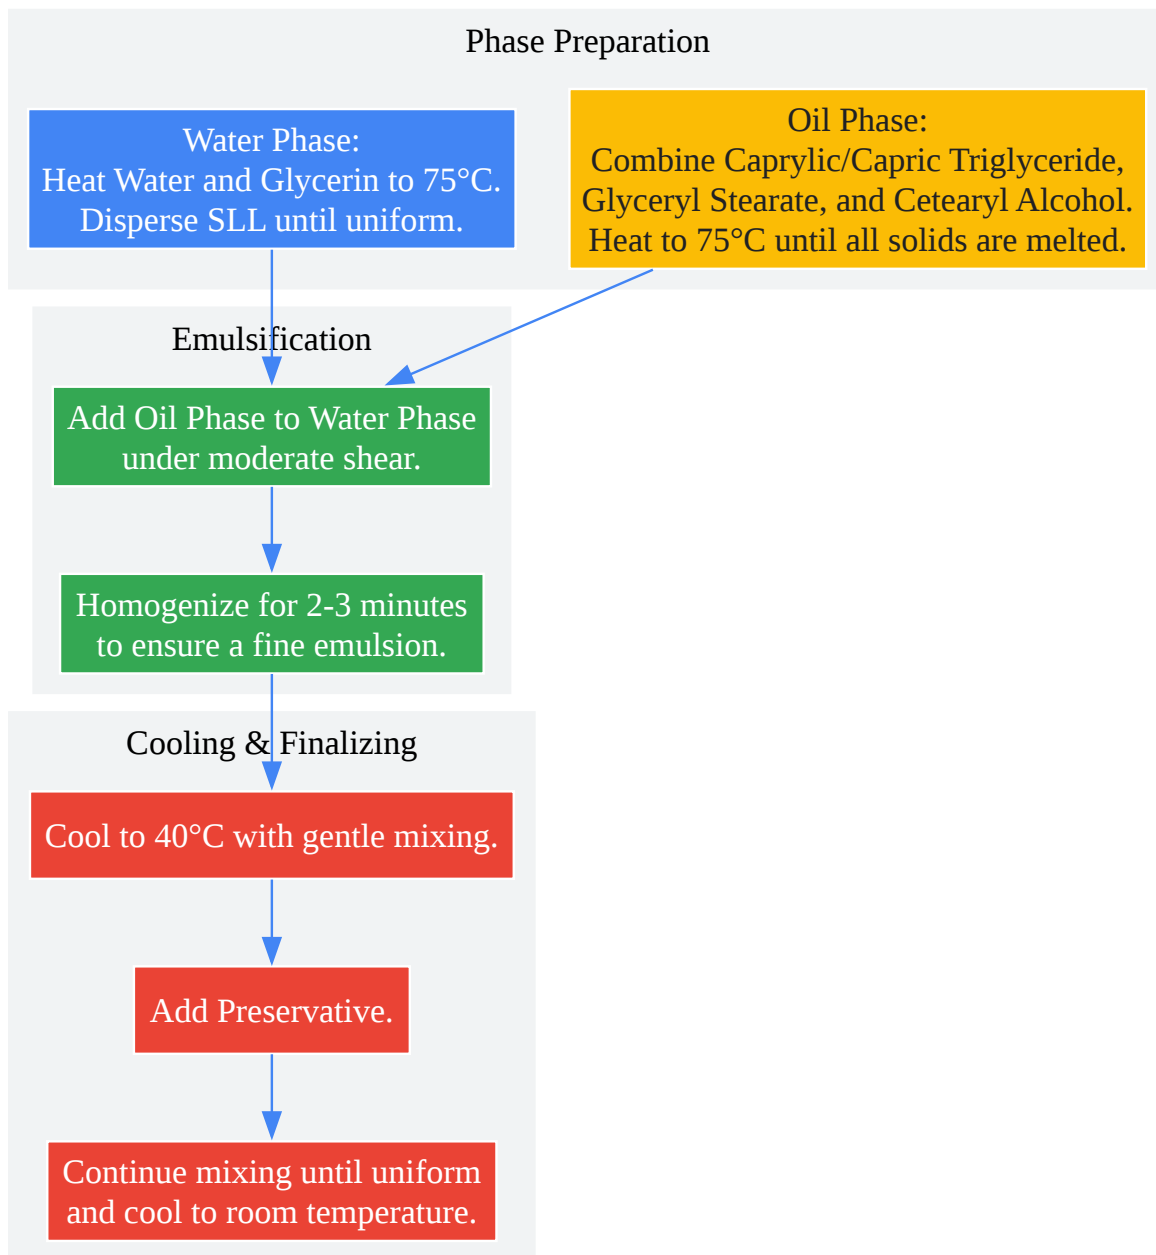 Phase Preparation
Water Phase:
Heat Water and Glycerin to 75°C.
Disperse SLL until uniform.
Oil Phase:
Combine Caprylic/Capric Triglyceride,
Glyceryl Stearate, and Cetearyl Alcohol.
Heat to 75°C until all solids are melted.
Emulsification
Add Oil Phase to Water Phase
under moderate shear.
Homogenize for 2-3 minutes
to ensure a fine emulsion.
Cooling & Finalizing
Cool to 40°C with gentle mixing.
Add Preservative.
Continue mixing until uniform
and cool to room temperature.